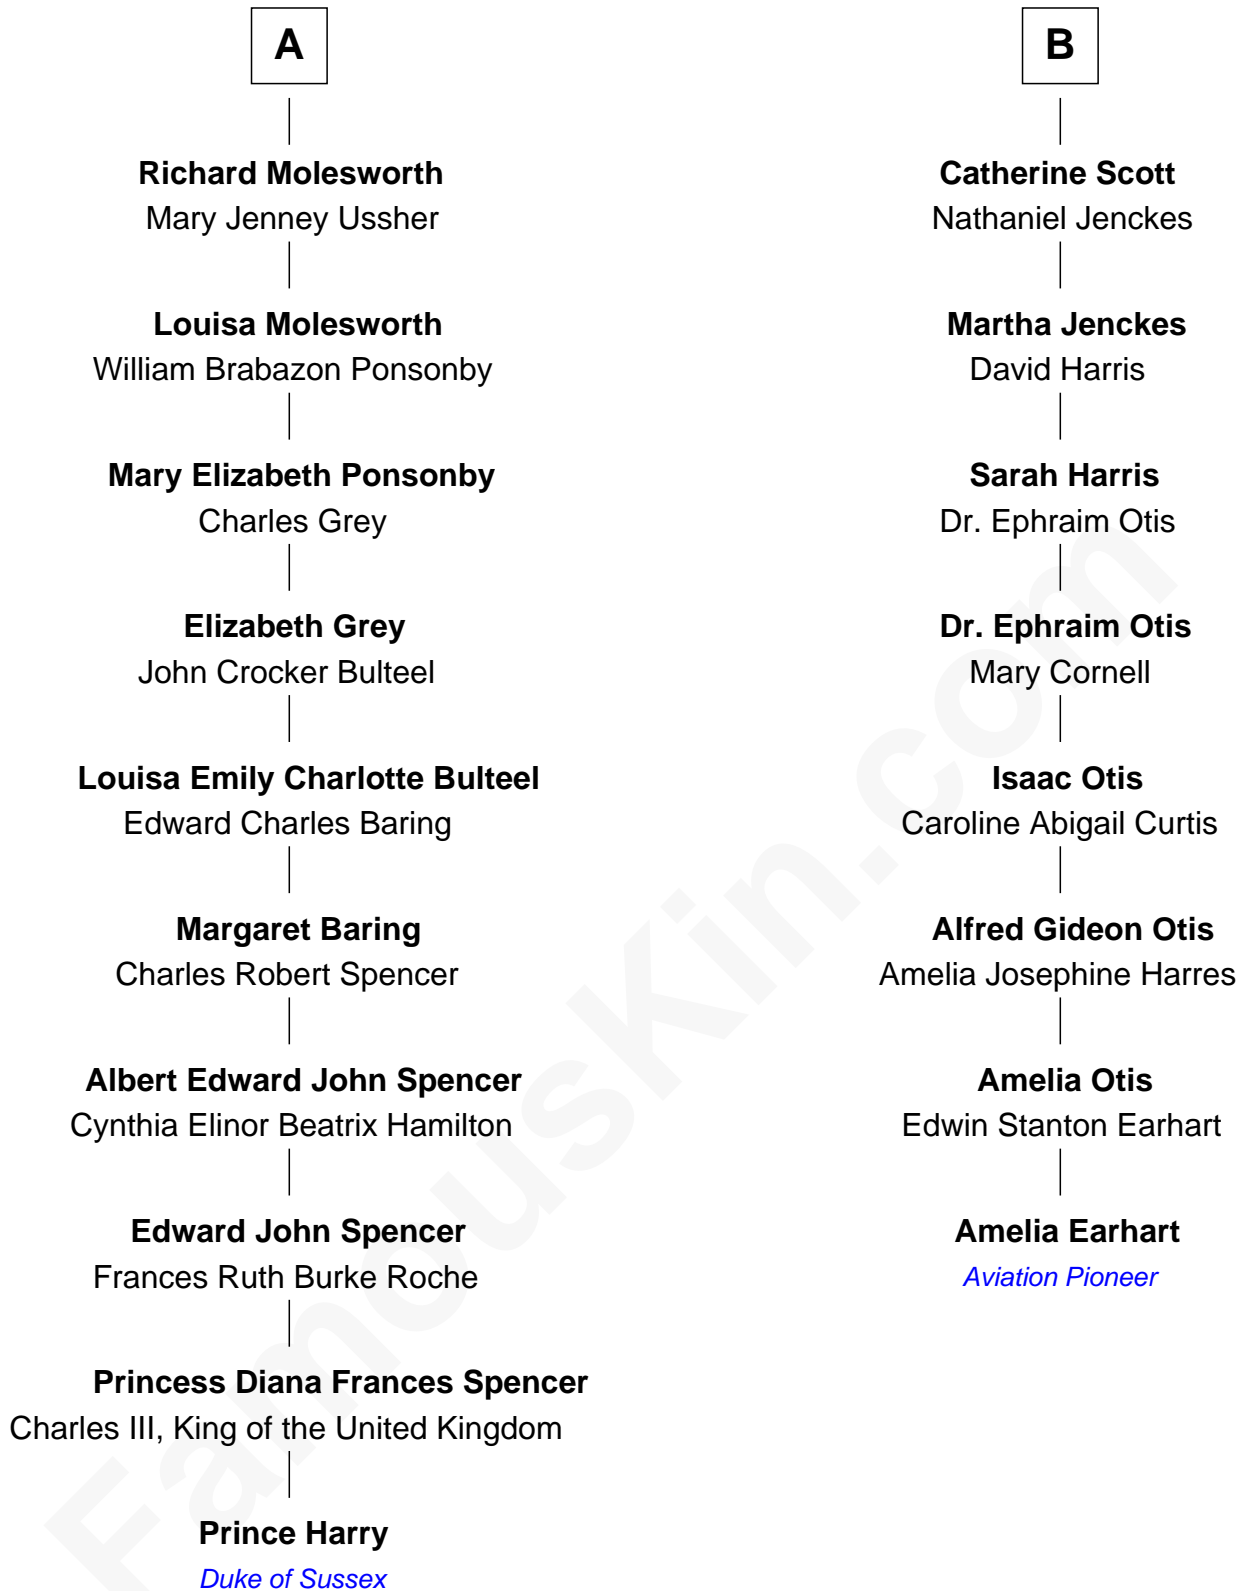 A
Richard Molesworth
Mary Jenney Ussher
Louisa Molesworth
William Brabazon Ponsonby
Mary Elizabeth Ponsonby
Charles Grey
Elizabeth Grey
John Crocker Bulteel
Louisa Emily Charlotte Bulteel
Edward Charles Baring
Margaret Baring
Charles Robert Spencer
Albert Edward John Spencer
Cynthia Elinor Beatrix Hamilton
Edward John Spencer
Frances Ruth Burke Roche
Princess Diana Frances Spencer
Charles III, King of the United Kingdom
Prince Harry
Duke of Sussex
B
Catherine Scott
Nathaniel Jenckes
Martha Jenckes
David Harris
Sarah Harris
Dr. Ephraim Otis
Dr. Ephraim Otis
Mary Cornell
Isaac Otis
Caroline Abigail Curtis
Alfred Gideon Otis
Amelia Josephine Harres
Amelia Otis
Edwin Stanton Earhart
Amelia Earhart
Aviation Pioneer
FamousKin.com